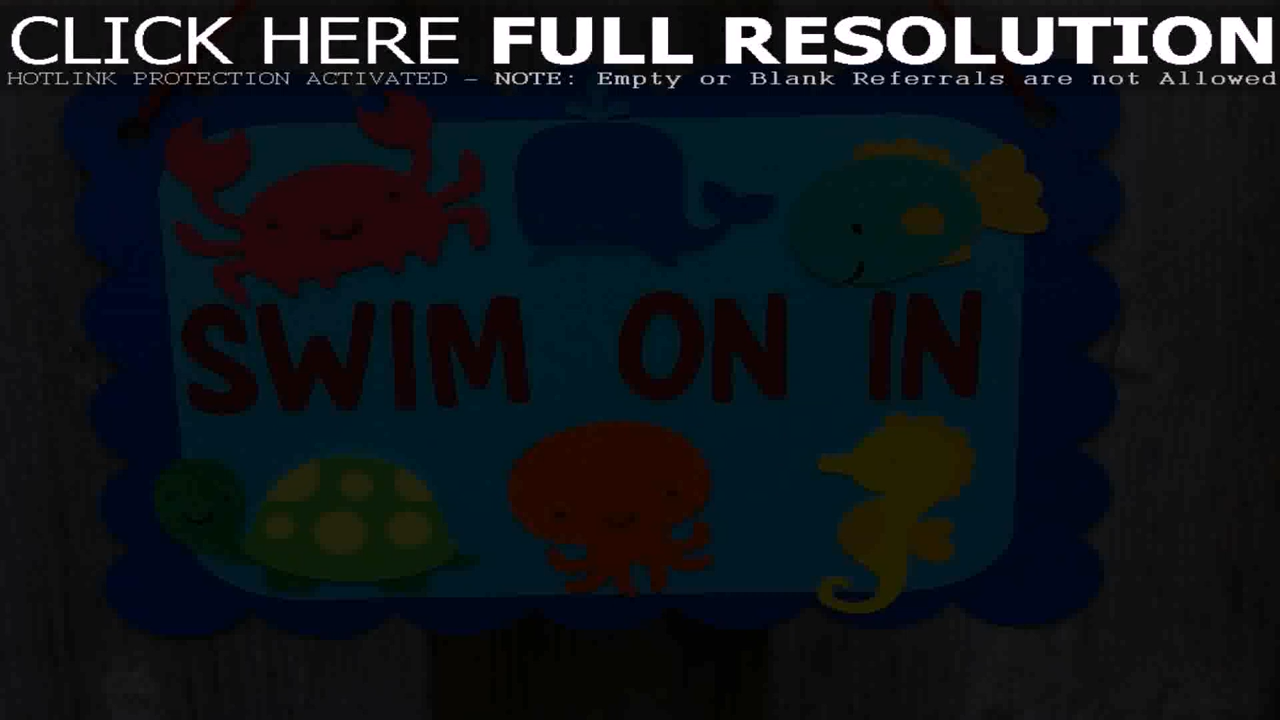 CLICK HERE FULL RESOLUTION
HOTLINK PROTECTION ACTIVATED – NOTE: Empty or Blank Referrals are not Allowed
SWIM ON IN